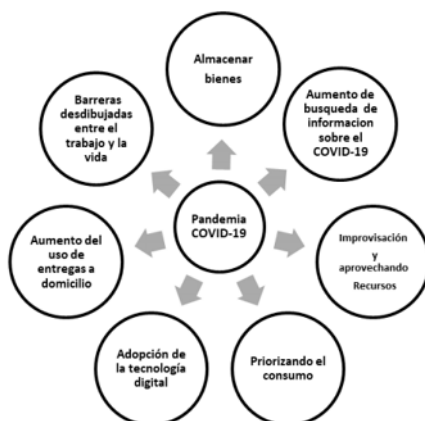 Almacenar
bienes
Aumento de
busqueda de
informacion
sobre el
COVID-19
Improvisación
y
aprovechando
Recursos
Priorizando el
consumo
Adopción de
la tecnología
digital
Aumento del
uso de
entregas a
domicilio
Barreras
desdibujadas
entre el
trabajo y la
vida
Pandemia
COVID-19